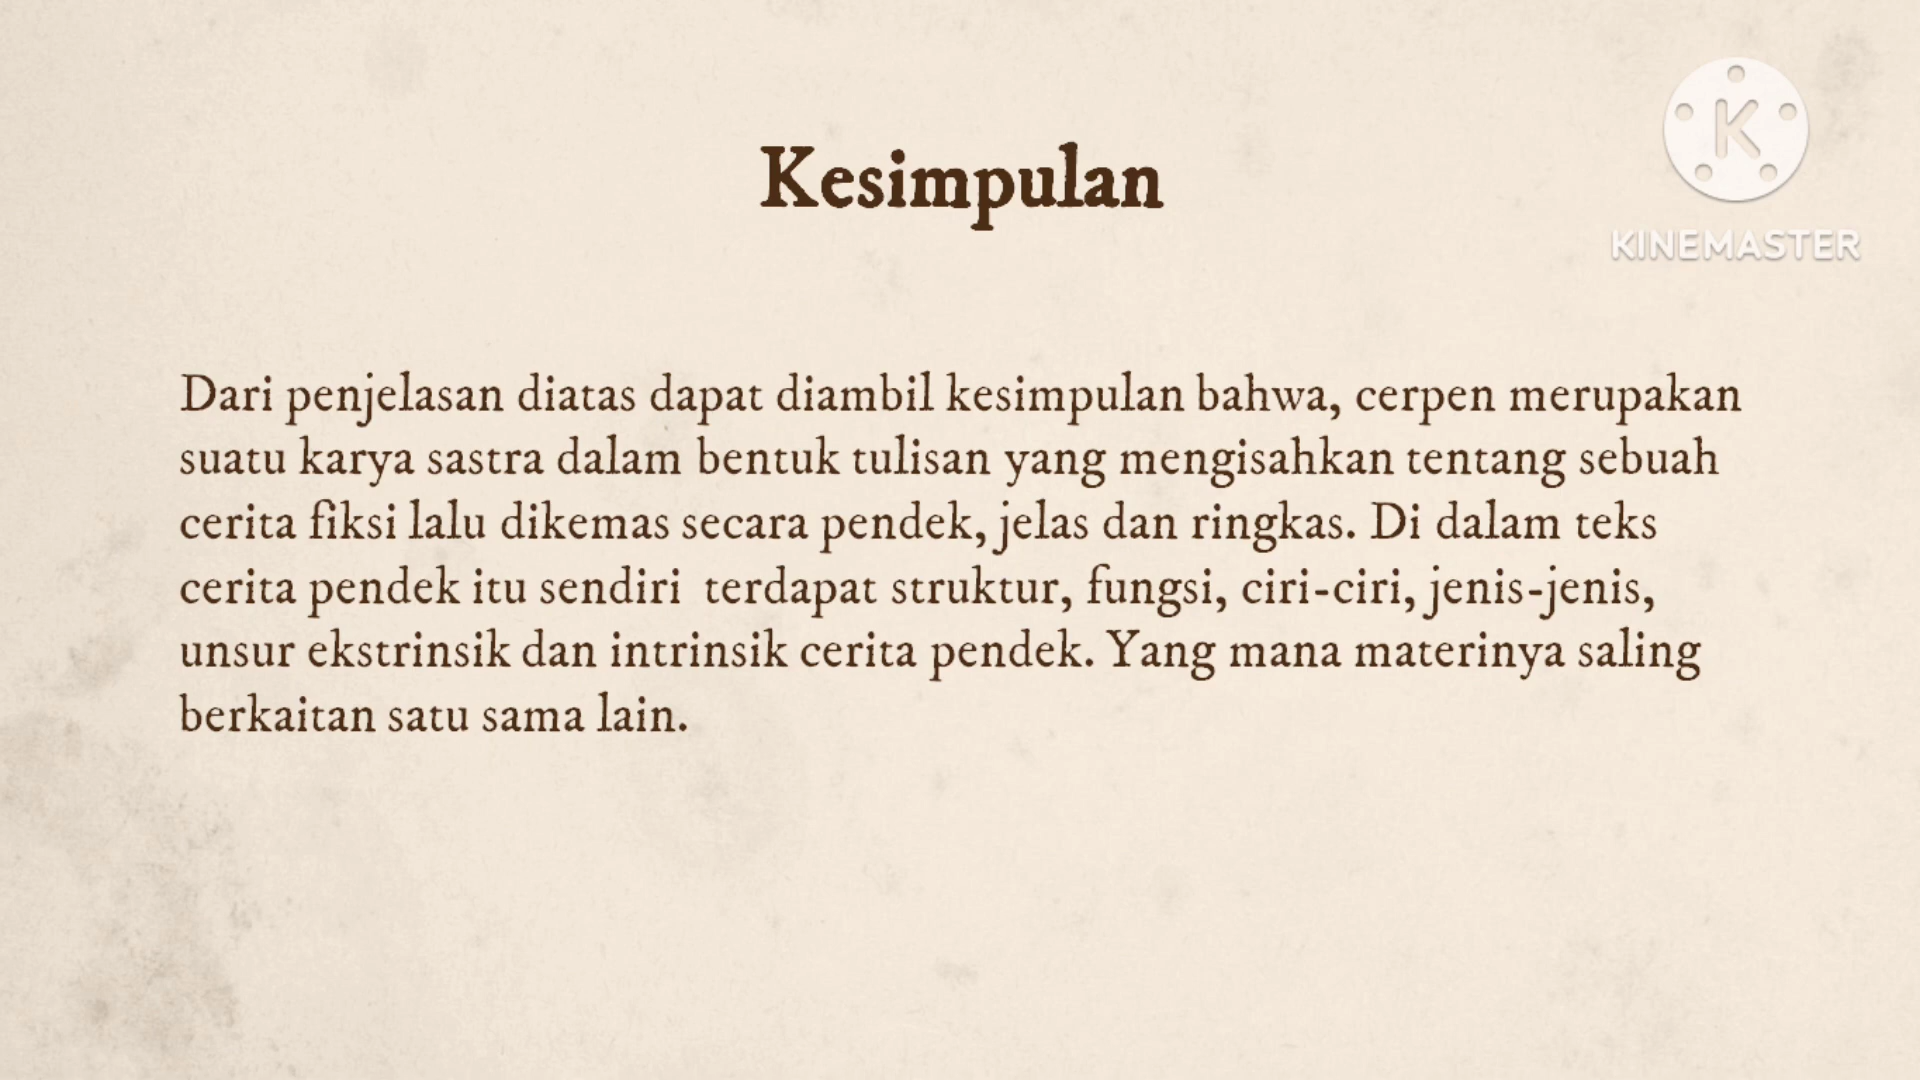 Kesimpulan
K
KINEMASTER
Dari penjelasan diatas dapat diambil kesimpulan bahwa, cerpen merupakan
suatu karya sastra dalam bentuk tulisan yang mengisahkan tentang sebuah
cerita fiksi lalu dikemas secara pendek, jelas dan ringkas. Di dalam teks
cerita pendek itu sendiri  terdapat struktur, fungsi, ciri-ciri, jenis-jenis,
unsur ekstrinsik dan intrinsik cerita pendek. Yang mana materinya saling
berkaitan satu sama lain.